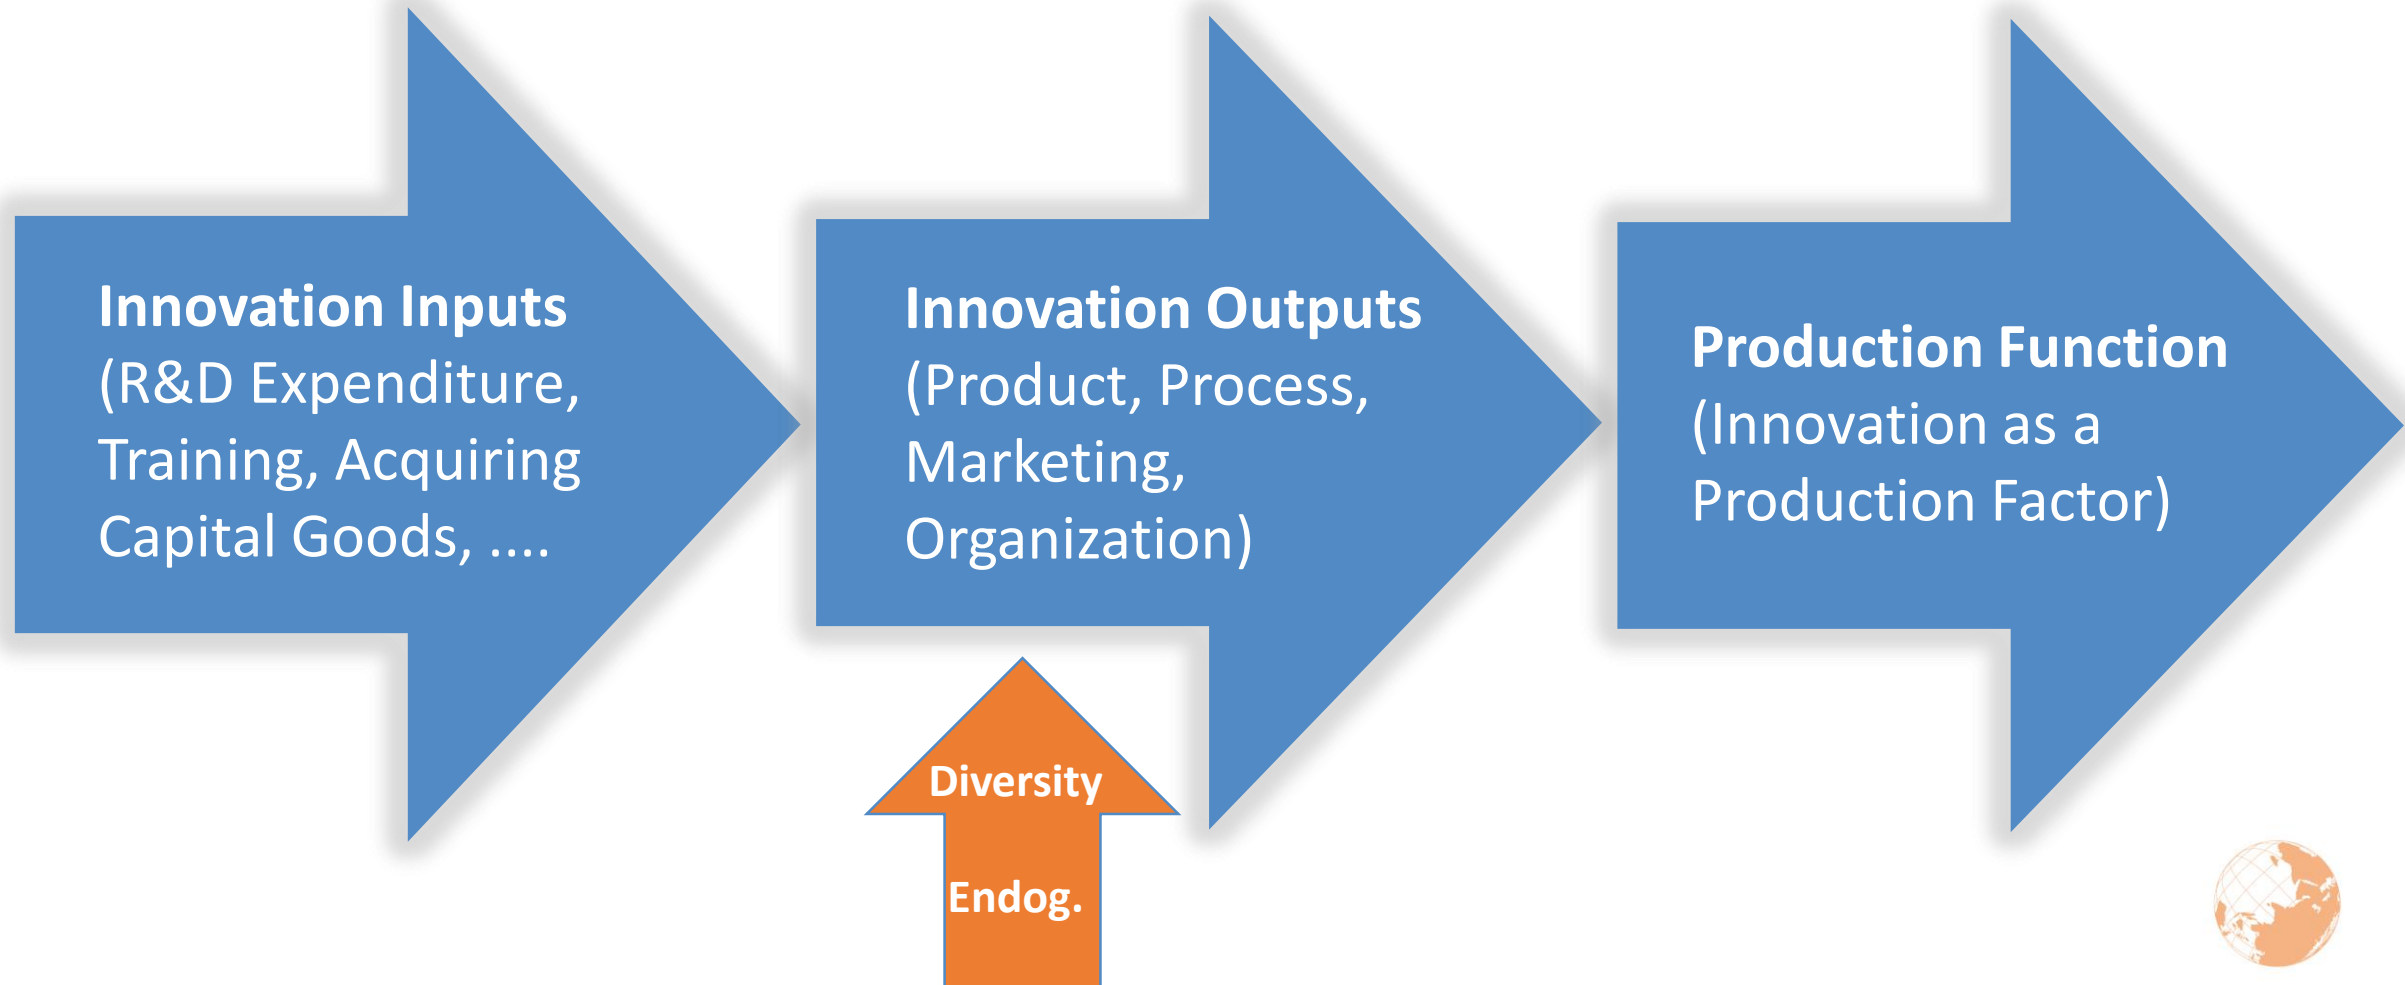 Innovation Inputs
(R&D Expenditure,
Training, Acquiring
Capital Goods, ....
Innovation Outputs
(Product, Process,
Marketing,
Organization)
Production Function
(Innovation as a
Production Factor)
Diversity
Endog.